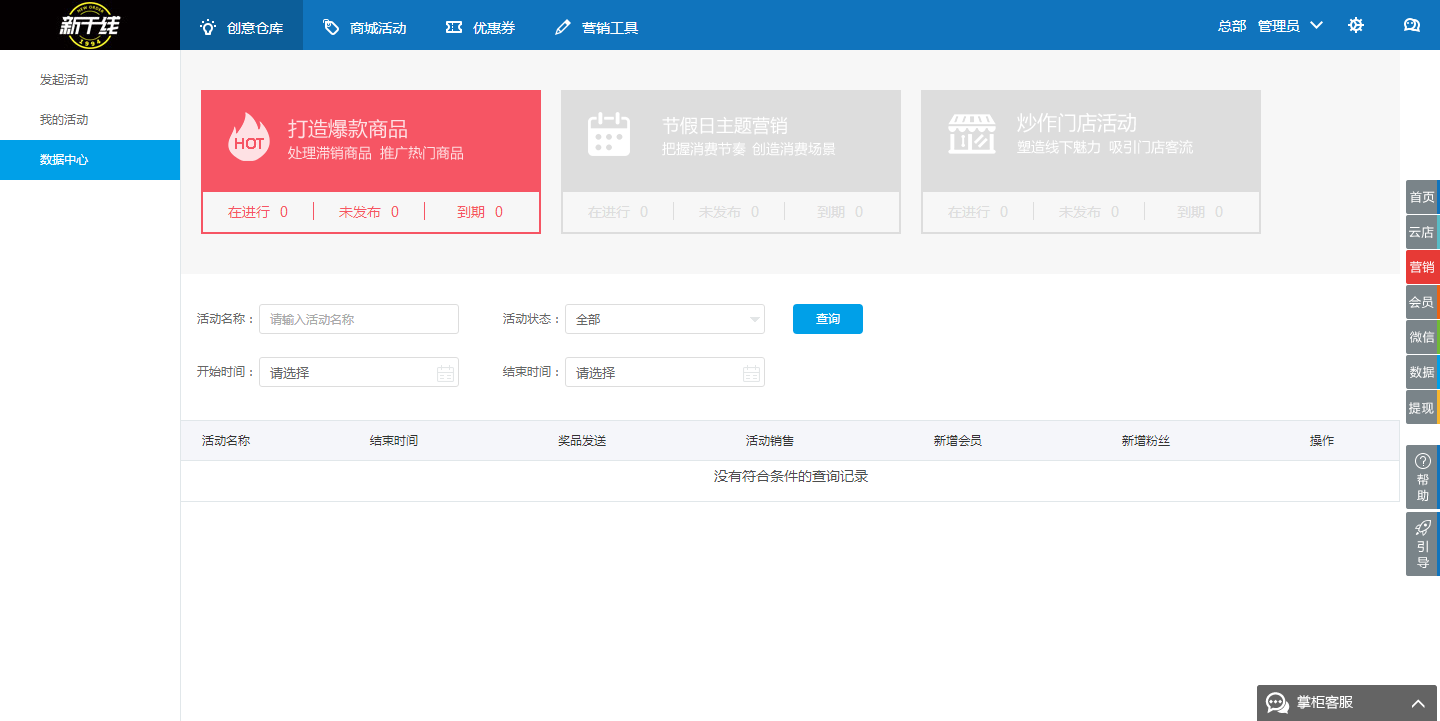 NEW ORDER
新干线
1994
创意仓库
商城活动
优惠券
营销工具
总部 管理员
发起活动
我的活动
数据中心
HOT
打造爆款商品
处理滞销商品 推广热门商品
在进行 0
未发布 0
到期 0
节假日主题营销
把握消费节奏 创造消费场景
在进行 0
未发布 0
到期 0
炒作门店活动
塑造线下魅力 吸引门店客流
在进行 0
未发布 0
到期 0
活动名称：
请输入活动名称
活动状态：
全部
查询
开始时间：
请选择
结束时间：
请选择
活动名称
结束时间
奖品发送
活动销售
新增会员
新增粉丝
操作
没有符合条件的查询记录
首页
云店
营销
会员
微信
数据
提现
帮
助
引
导
掌柜客服